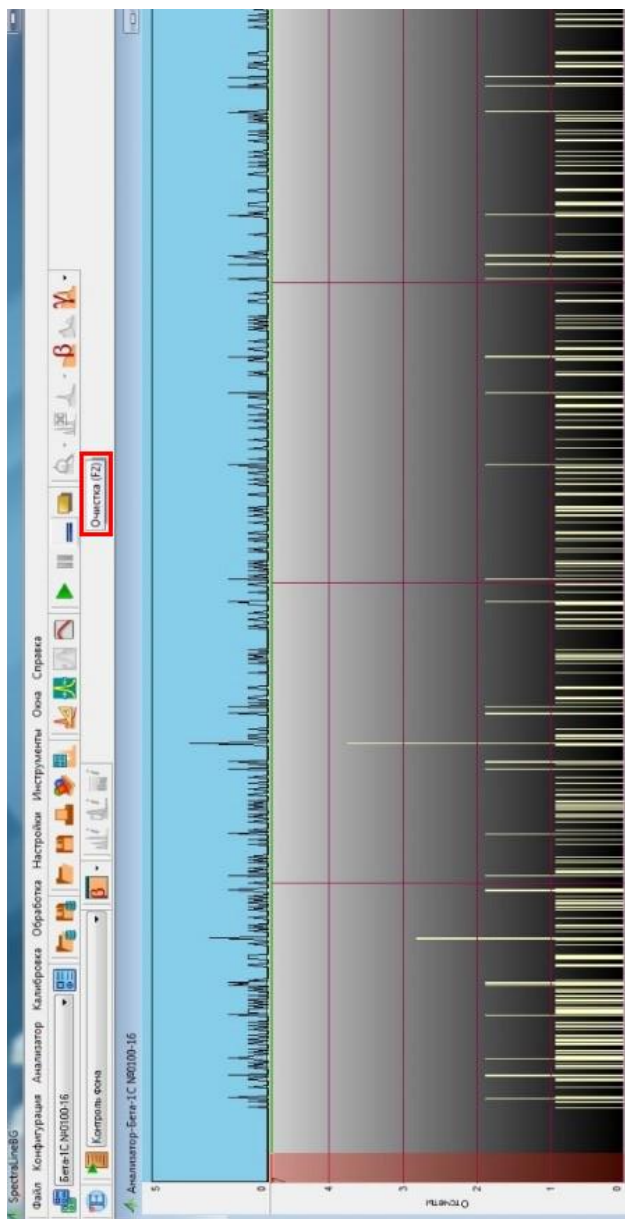 SpectraLineBG
Файл Конфигурация Анализатор Калибровка Обработка Настройки Инструменты Окна Справка
Бета-1С №0100-16
β γ
Контроль фона
β
Очистка (F2)
Анализатор-Бета-1С №0100-16
5
0
Отсчеты
4
3
2
1
0